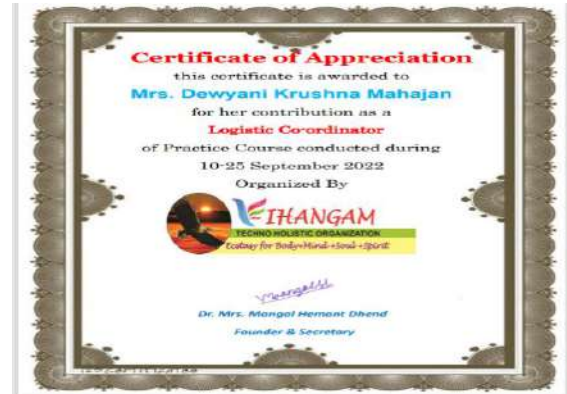 Certificate of Appreciation
this certificate is awarded to
Mrs. Dewyani Krushna Mahajan
for her contribution as a
Logistic Co-ordinator
of Practice Course conducted during
10-25 September 2022
Organized By
VIHANGAM
TECHNO HOLISTIC ORGANIZATION
Ecstasy for Body+Mind+Soul+Spirit
Dr. Mrs. Mangal Hemant Dhend
Founder & Secretary